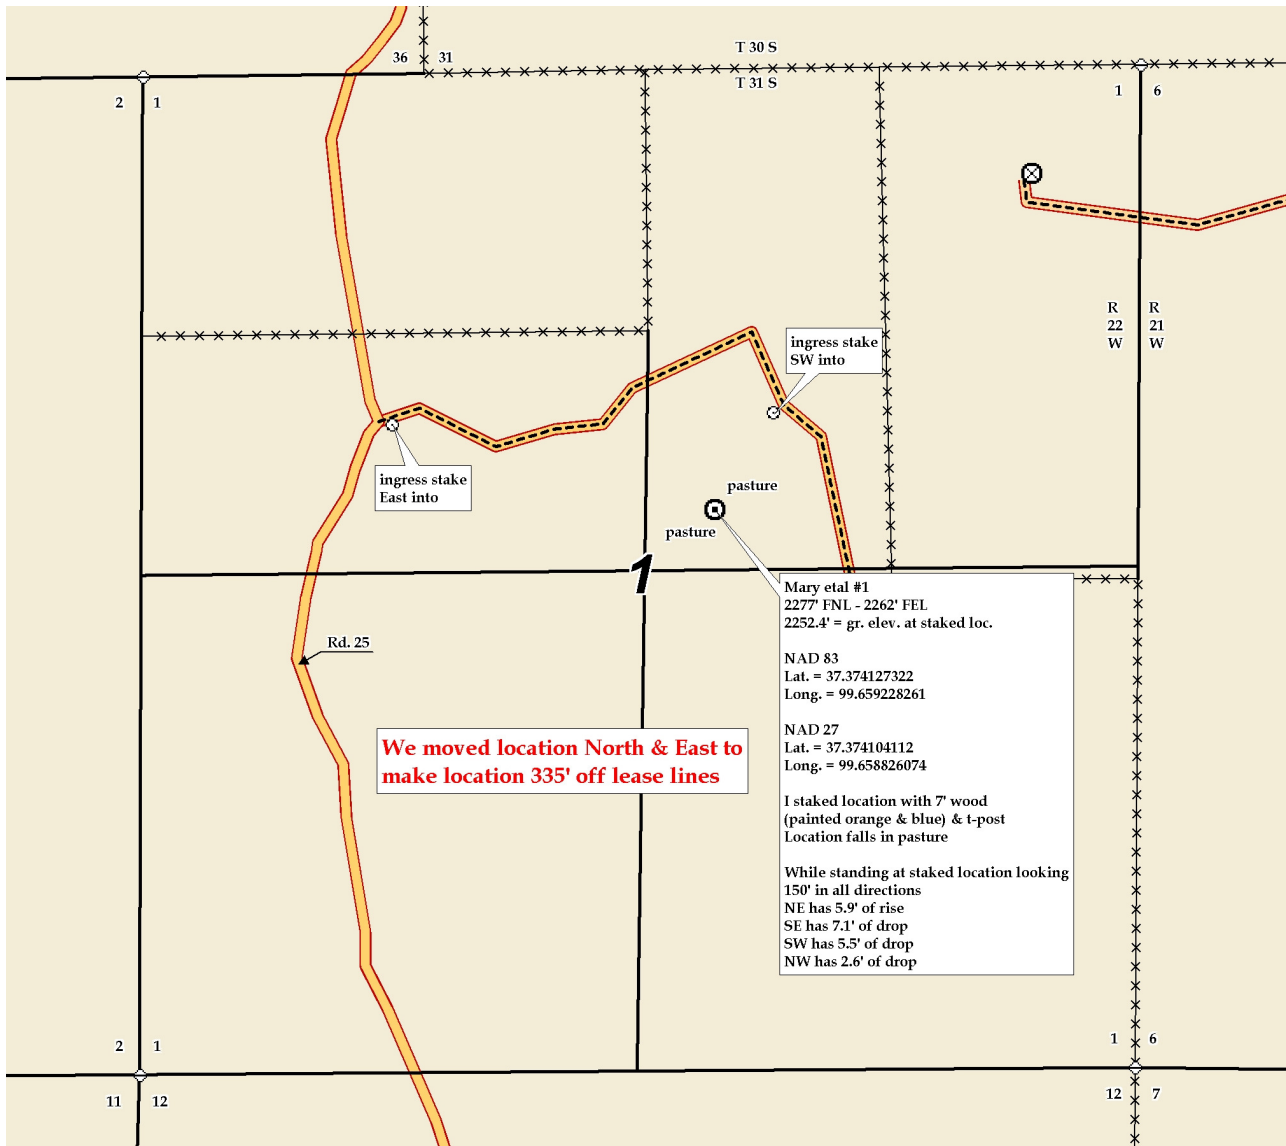 36 31
T 30 S
T 31 S
2 1
1 6
R R
22 21
W W
ingress stake
SW into
ingress stake
East into
pasture
pasture
1
Mary etal #1
2277' FNL - 2262' FEL
2252.4' = gr. elev. at staked loc.
NAD 83
Lat. = 37.374127322
Long. = 99.659228261
NAD 27
Lat. = 37.374104112
Long. = 99.658826074
I staked location with 7' wood
(painted orange & blue) & t-post
Location falls in pasture
While standing at staked location looking
150' in all directions
NE has 5.9' of rise
SE has 7.1' of drop
SW has 5.5' of drop
NW has 2.6' of drop
Rd. 25
We moved location North & East to
make location 335' off lease lines
2 1
1 6
11 12
12 7